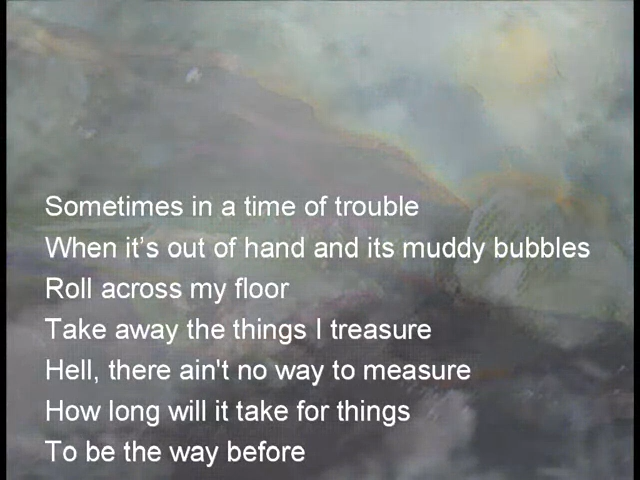 Sometimes in a time of trouble
When it’s out of hand and its muddy bubbles
Roll across my floor
Take away the things I treasure
Hell, there ain't no way to measure
How long will it take for things
To be the way before